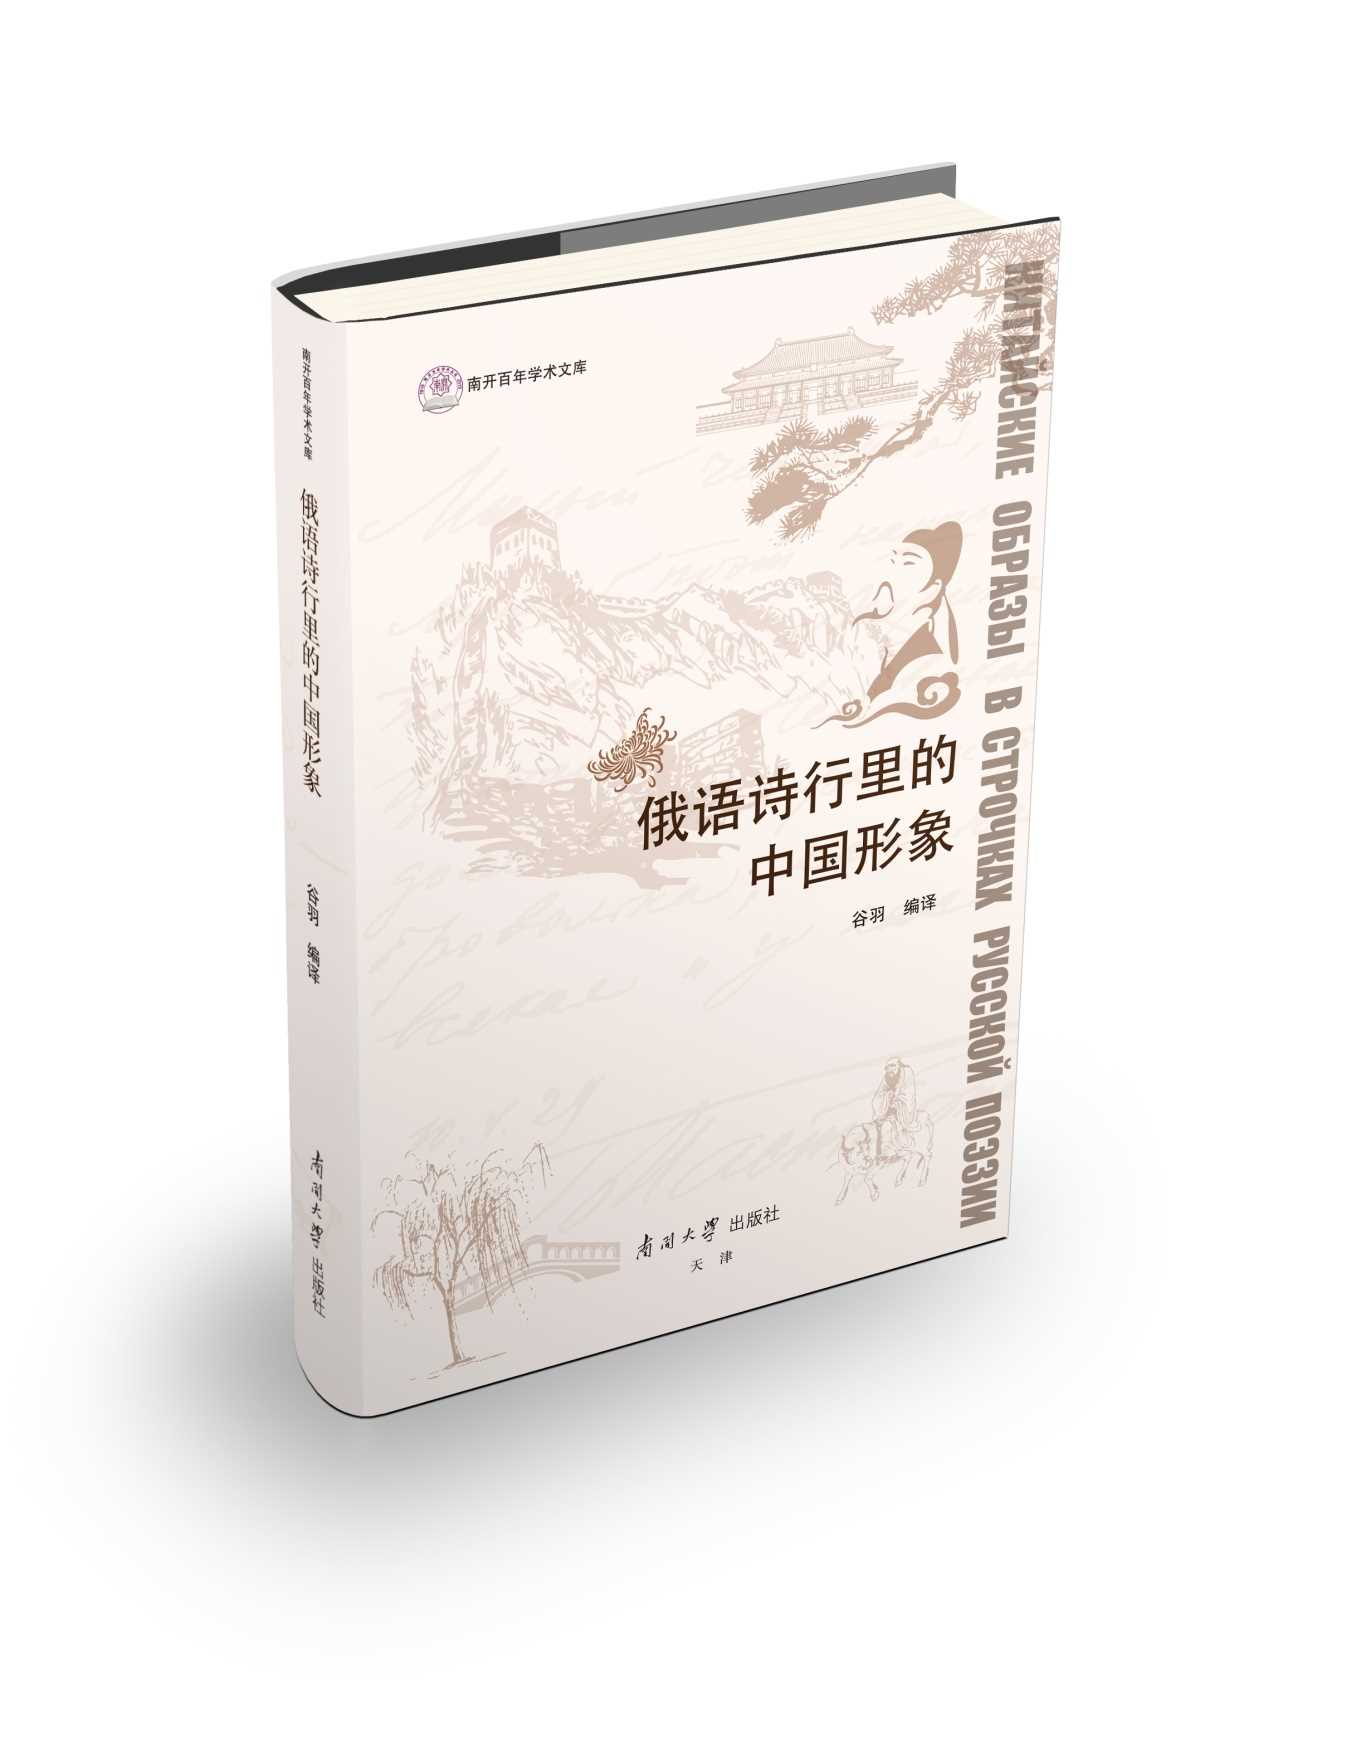 南开百年学术文库
俄语诗行里的中国形象
谷羽 编译
南开大学 出版社
南开百年学术文库
俄语诗行里的
中国形象
谷羽 编译
南开大学 出版社
天津
КИТАЙСКИЕ ОБРАЗЫ В СТРОЧКАХ РУССКОЙ ПОЭЗИИ